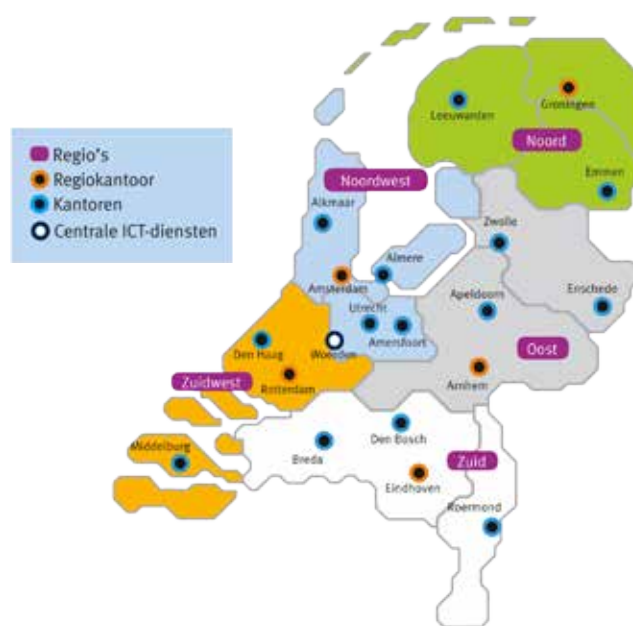 Regio's
Regiokantoor
Kantoren
Centrale ICT-diensten
Leeuwarden
Groningen
Noord
Emmen
Noordwest
Alkmaar
Zwolle
Almere
Amsterdam
Apeldoorn
Enschede
Utrecht
Amersfoort
Den Haag
Woerden
Oost
Zuidwest
Rotterdam
Arnhem
Den Bosch
Middelburg
Breda
Zuid
Eindhoven
Roermond